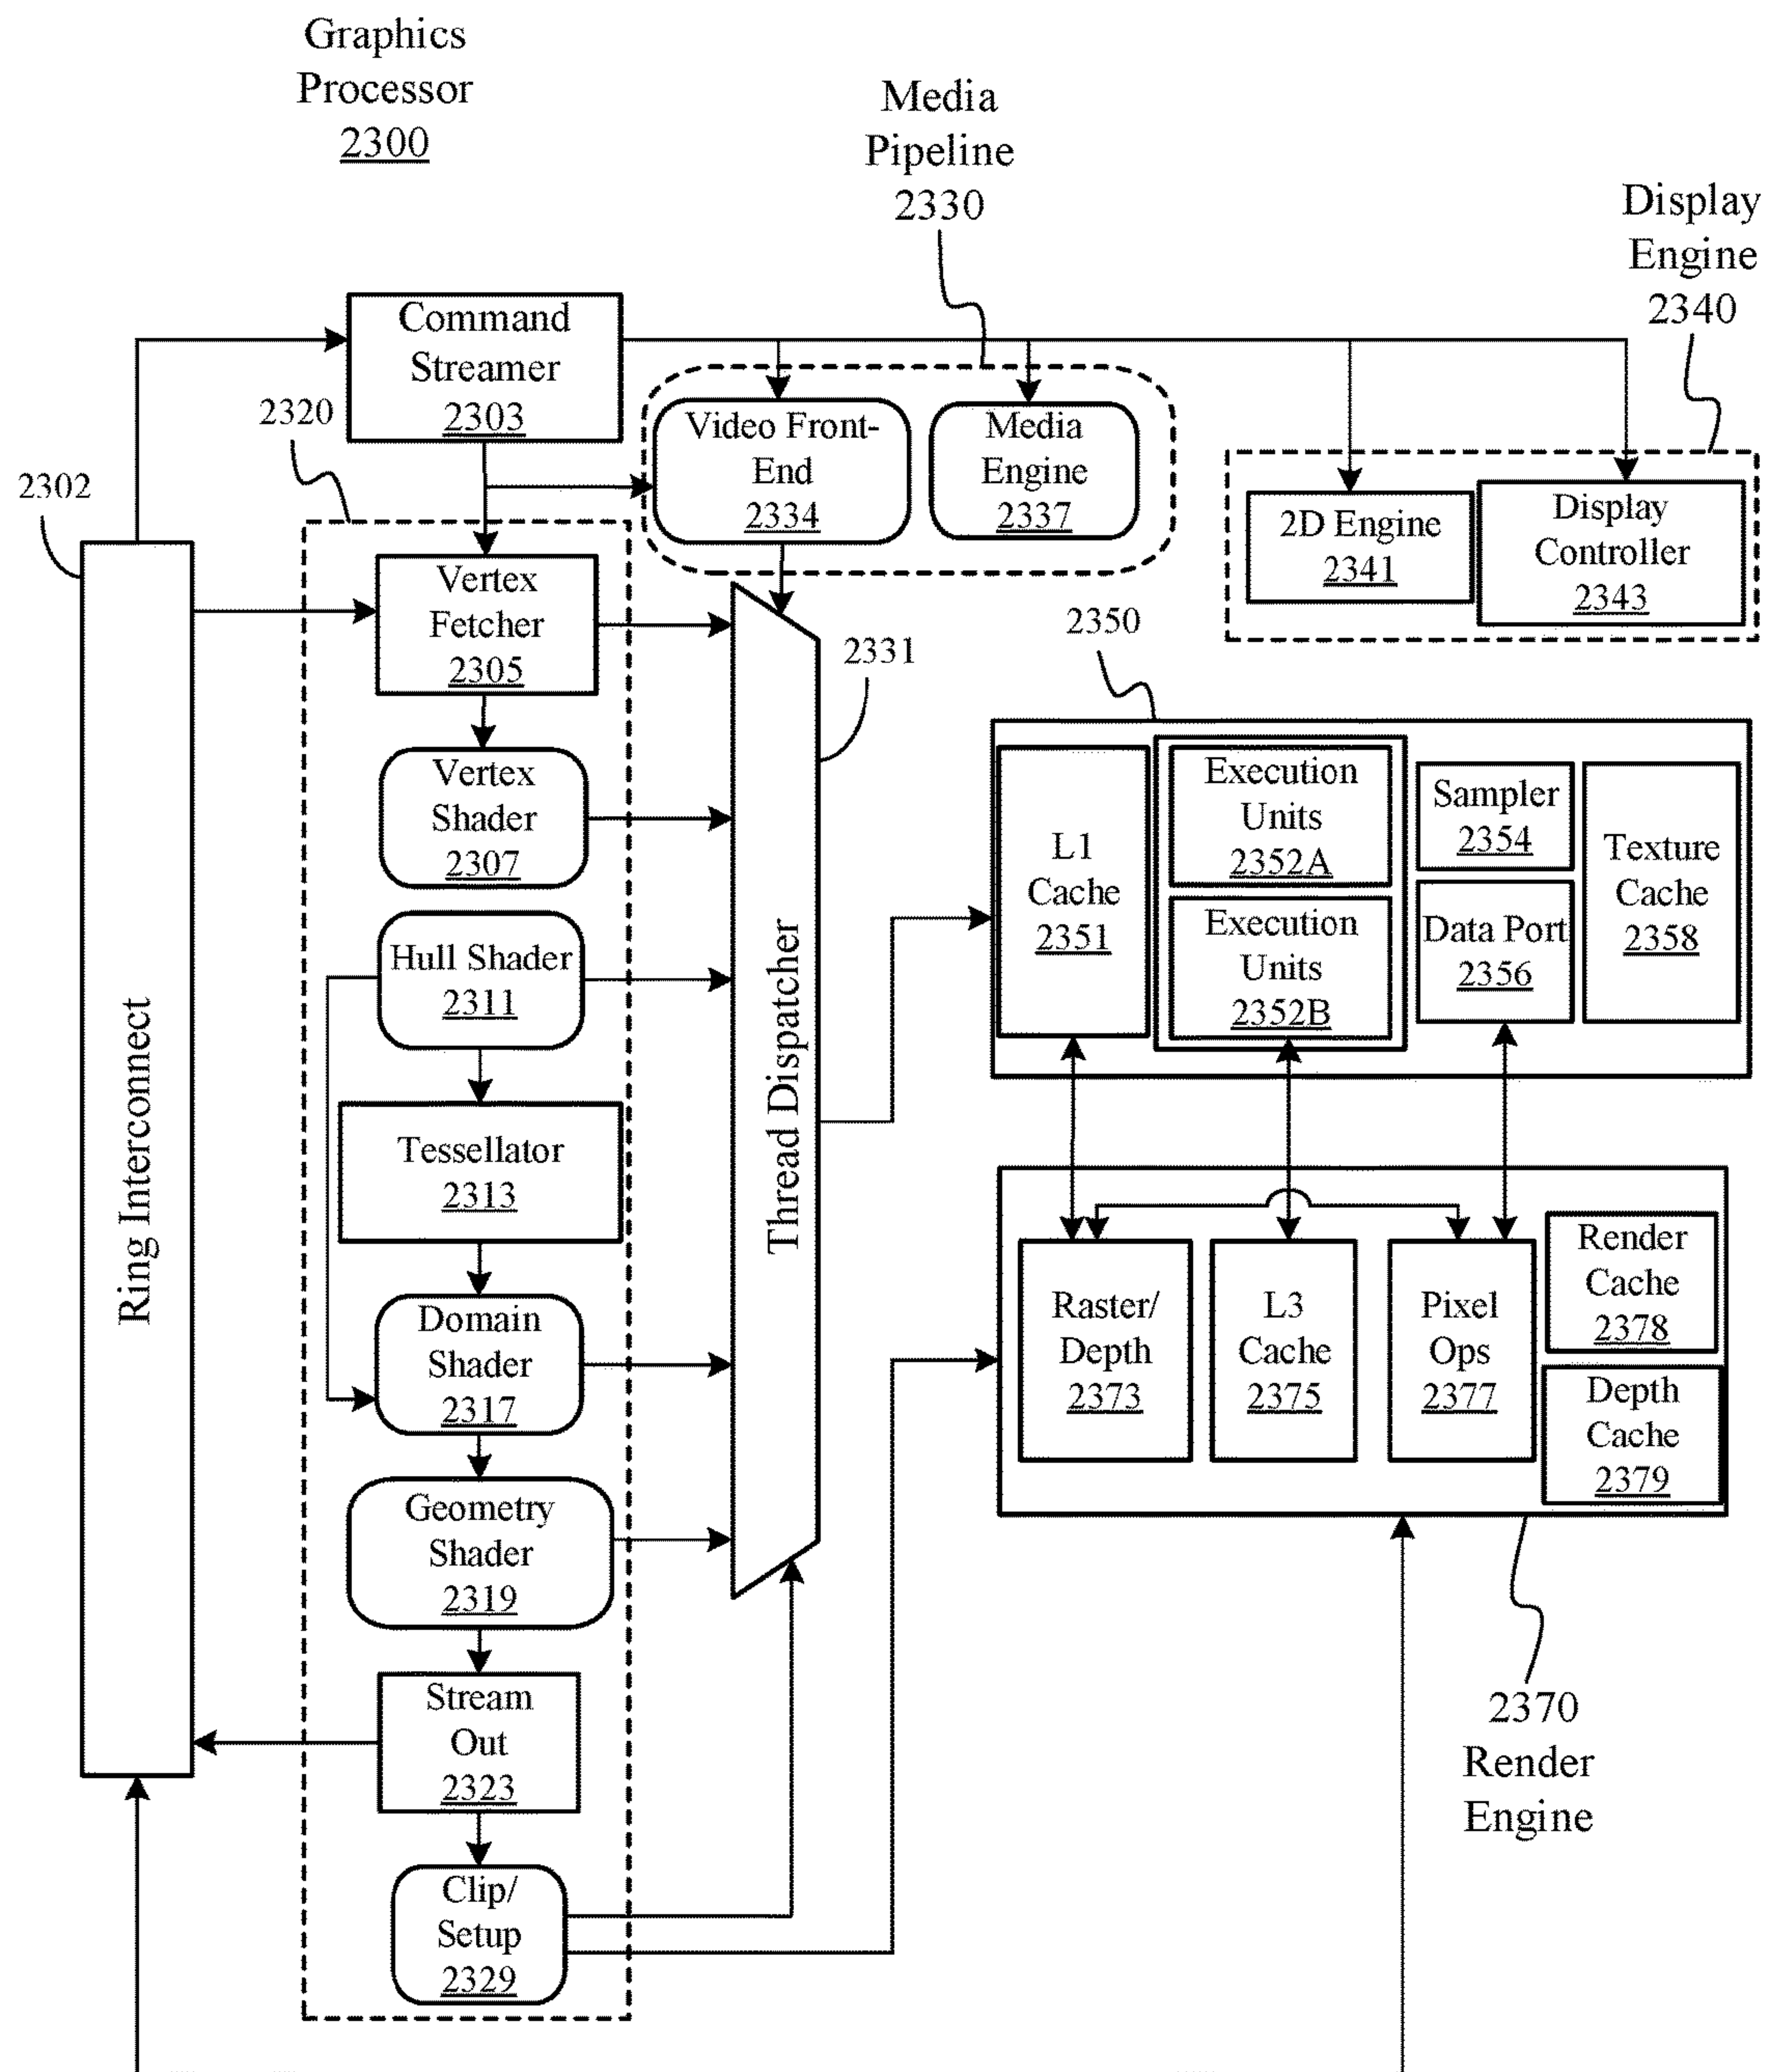 Graphics
Processor
2300
Media
Pipeline
2330
Display
Engine
2340
Command
Streamer
2303
2320
2302
Video Front-
End
2334
Media
Engine
2337
2D Engine
2341
Display
Controller
2343
Vertex
Fetcher
2305
2331
2350
Vertex
Shader
2307
Hull Shader
2311
Tessellator
2313
Domain
Shader
2317
Geometry
Shader
2319
Stream
Out
2323
Clip/
Setup
2329
Ring Interconnect
Thread Dispatcher
L1
Cache
2351
Execution
Units
2352A
Execution
Units
2352B
Sampler
2354
Data Port
2356
Texture
Cache
2358
Raster/
Depth
2373
L3
Cache
2375
Pixel
Ops
2377
Render
Cache
2378
Depth
Cache
2379
2370
Render
Engine